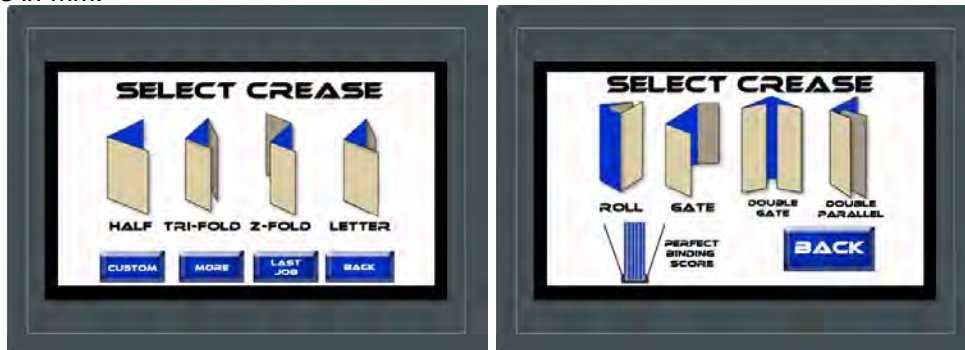 SELECT CREASE
HALF TRI-FOLD Z-FOLD LETTER
CUSTOM MORE LAST JOB BACK
SELECT CREASE
ROLL GATE DOUBLE GATE DOUBLE PARALLEL
PERFECT
BINDING
SCORE
BACK